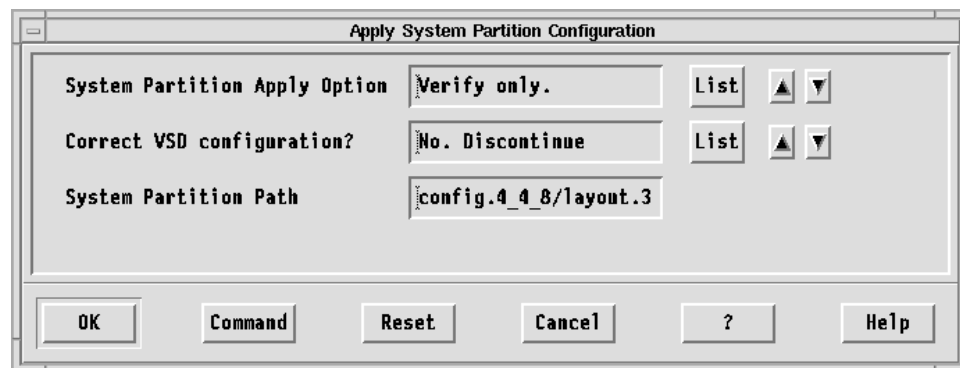 Apply System Partition Configuration
System Partition Apply Option Verify only. List
Correct VSD configuration? No. Discontinue List
System Partition Path config.4_4_8/layout.3
OK Command Reset Cancel ? Help